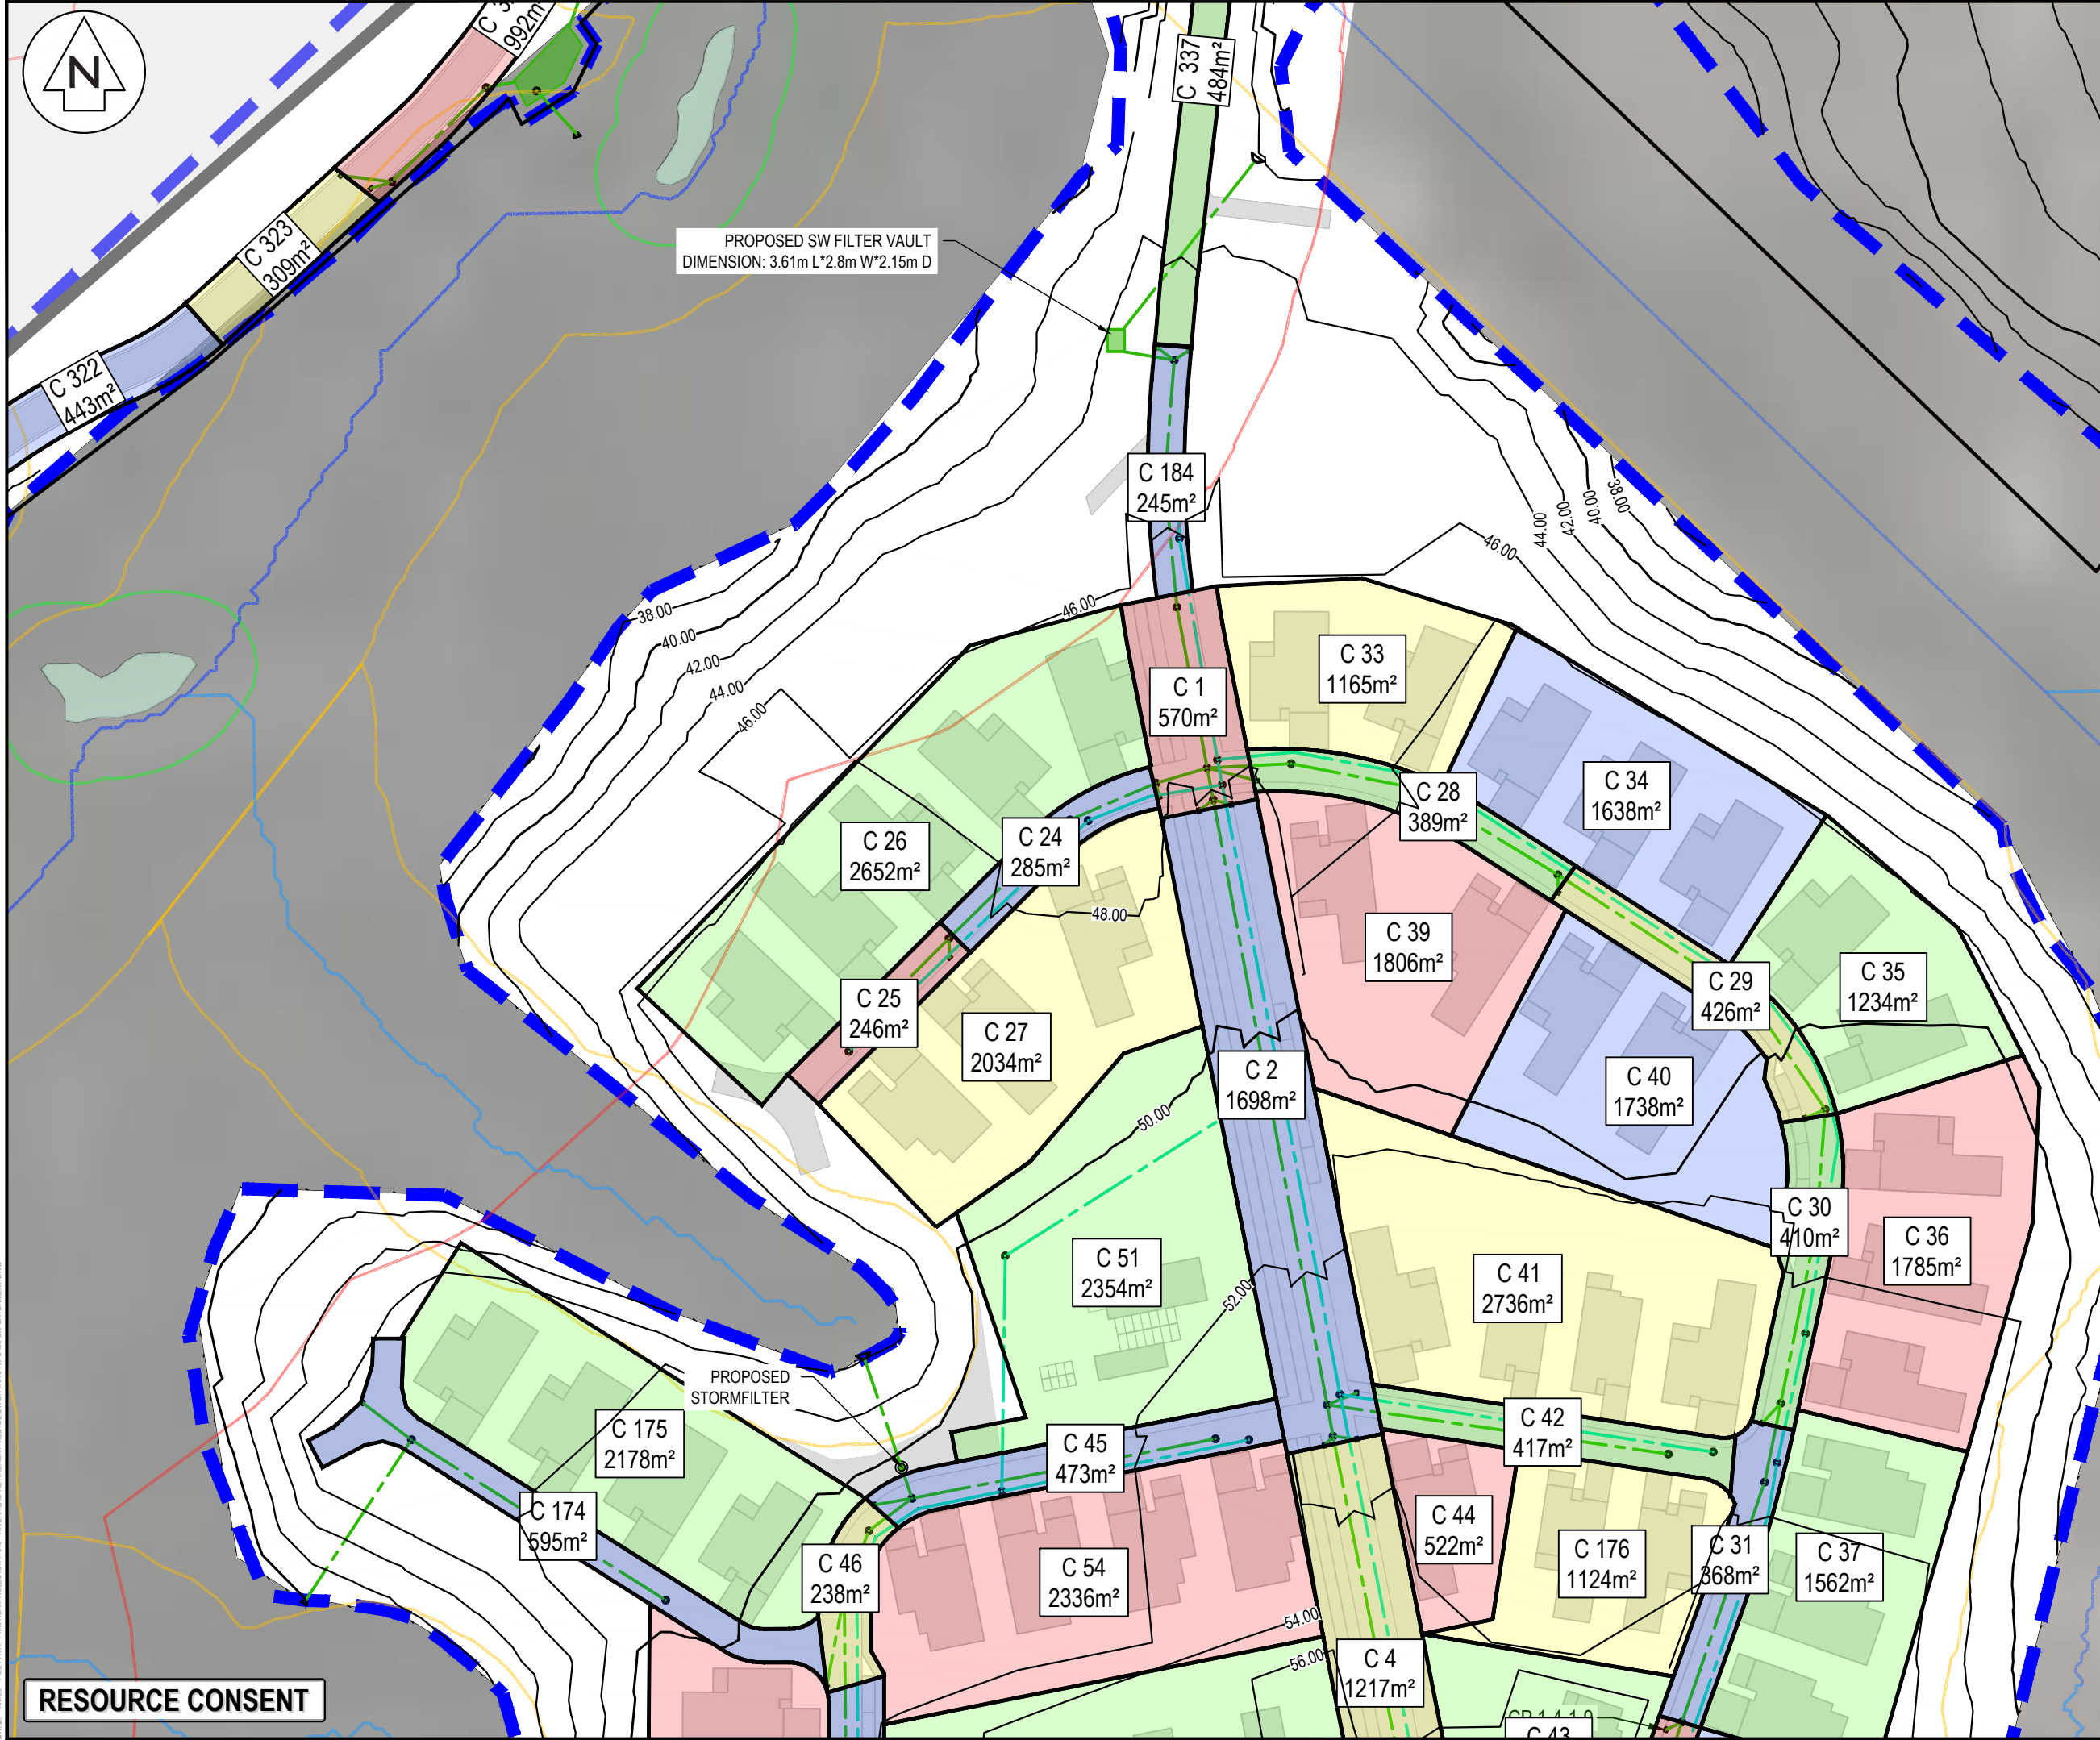 N
C 3
992m
C 337
484m²
C 323
309m²
PROPOSED SW FILTER VAULT
DIMENSION: 3.61m L*2.8m W*2.15m D
C 322
443m²
C 184
245m²
38.00
40.00
42.00
44.00
46.00
38.00
40.00
42.00
44.00
46.00
46.00
C 33
1165m²
C 1
570m²
C 34
1638m²
C 28
389m²
C 26
2652m²
C 24
285m²
48.00
C 39
1806m²
C 29
426m²
C 35
1234m²
C 25
246m²
C 27
2034m²
C 2
1698m²
C 40
1738m²
50.00
C 30
410m²
C 36
1785m²
C 51
2354m²
C 41
2736m²
52.00
PROPOSED
STORMFILTER
C 175
2178m²
C 45
473m²
C 42
417m²
C 174
595m²
C 46
238m²
C 54
2336m²
C 44
522m²
C 176
1124m²
C 31
368m²
C 37
1562m²
54.00
56.00
C 4
1217m²
C 43
RESOURCE CONSENT